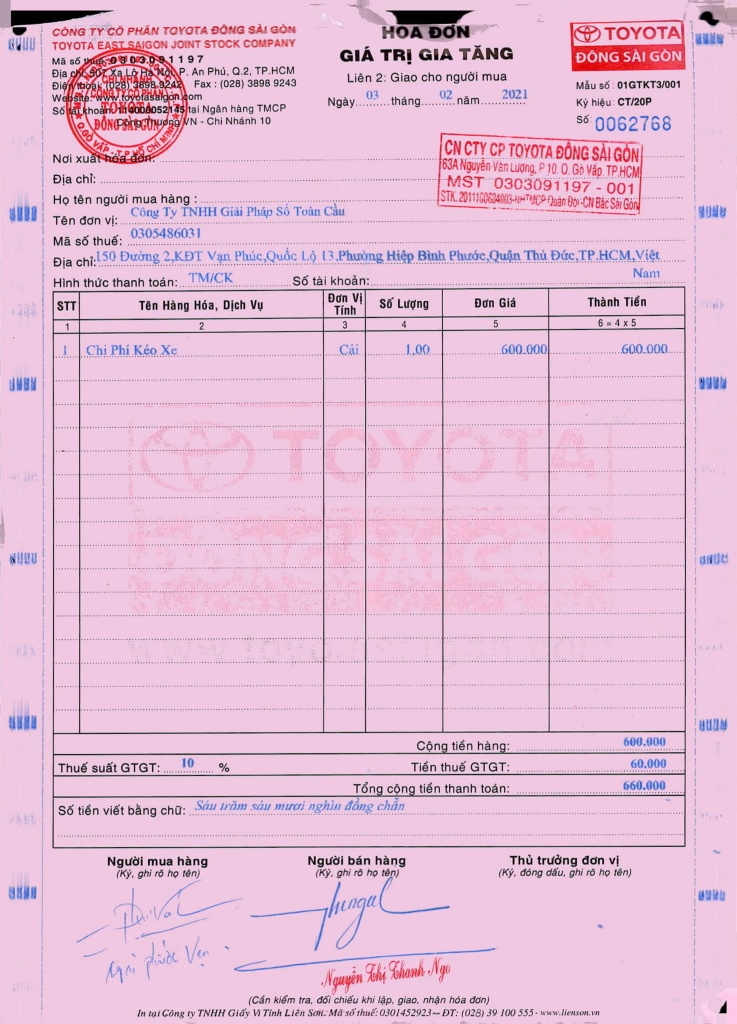 CÔNG TY CỔ PHẦN TOYOTA ĐÔNG SÀI GÒN
TOYOTA EAST SAIGON JOINT STOCK COMPANY
Mã số thuế: 0303091197
Địa chỉ: 507 Xa Lộ Hà Nội, P. An Phú, Q.2, TP.HCM
Điện thoại: (028) 3898 9242 Fax : (028) 3898 9243
Website: www.toyotasaigon.com
Số tài khoản: tại Ngân hàng TMCP
Công Thương VN - Chi Nhánh 10
CHI NHÁNH
CÔNG TY CỔ PHẦN
TOYOTA
ĐÔNG SÀI GÒN
Q.GÒ VẤP - T.P HỒ CHÍ MINH
HÓA ĐƠN
GIÁ TRỊ GIA TĂNG
Liên 2: Giao cho người mua
Ngày 03 tháng 02 năm 2021
TOYOTA
ĐÔNG SÀI GÒN
Mẫu số : 01GTKT3/001
Ký hiệu: CT/20P
Số: 0062768
CN CTY CP TOYOTA ĐÔNG SÀI GÒN
63A Nguyễn Văn Lượng, P 10. Q. Gò Vấp. TP.HCM
MST 0303091197 - 001
Nơi xuất hóa đơn:
Địa chỉ:
Họ tên người mua hàng :
Tên đơn vị: Công Ty TNHH Giải Pháp Số Toàn Cầu
Mã số thuế: 0305486031
Địa chỉ: 150 Đường 2,KĐT Vạn Phúc,Quốc Lộ 13,Phường Hiệp Bình Phước,Quận Thủ Đức,TP.HCM,Việt
Nam
Hình thức thanh toán: TM/CK Số tài khoản:
STT Tên Hàng Hóa, Dịch Vụ Đơn Vị Tính Số Lượng Đơn Giá Thành Tiền
1 2 3 4 5 6 = 4 x 5
1 Chi Phí Kéo Xe Cái 1,00 600.000 600.000
TOYOTA
Cộng tiền hàng: 600.000
Thuế suất GTGT: 10 % Tiền thuế GTGT: 60.000
Tổng cộng tiền thanh toán: 660.000
Số tiền viết bằng chữ: Sáu trăm sáu mươi nghìn đồng chẵn
Người mua hàng Người bán hàng Thủ trưởng đơn vị
(Ký, ghi rõ họ tên) (Ký, ghi rõ họ tên) (Ký, đóng dấu, ghi rõ họ tên)
Nguyễn Thị Thanh Nga
(Cần kiểm tra, đối chiếu khi lập, giao, nhận hóa đơn)
In tại Công ty TNHH Giấy Vi Tính Liên Sơn. Mã số thuế: 0301452923 -- ĐT: (028) 39 100 555 - www.lienson.vn